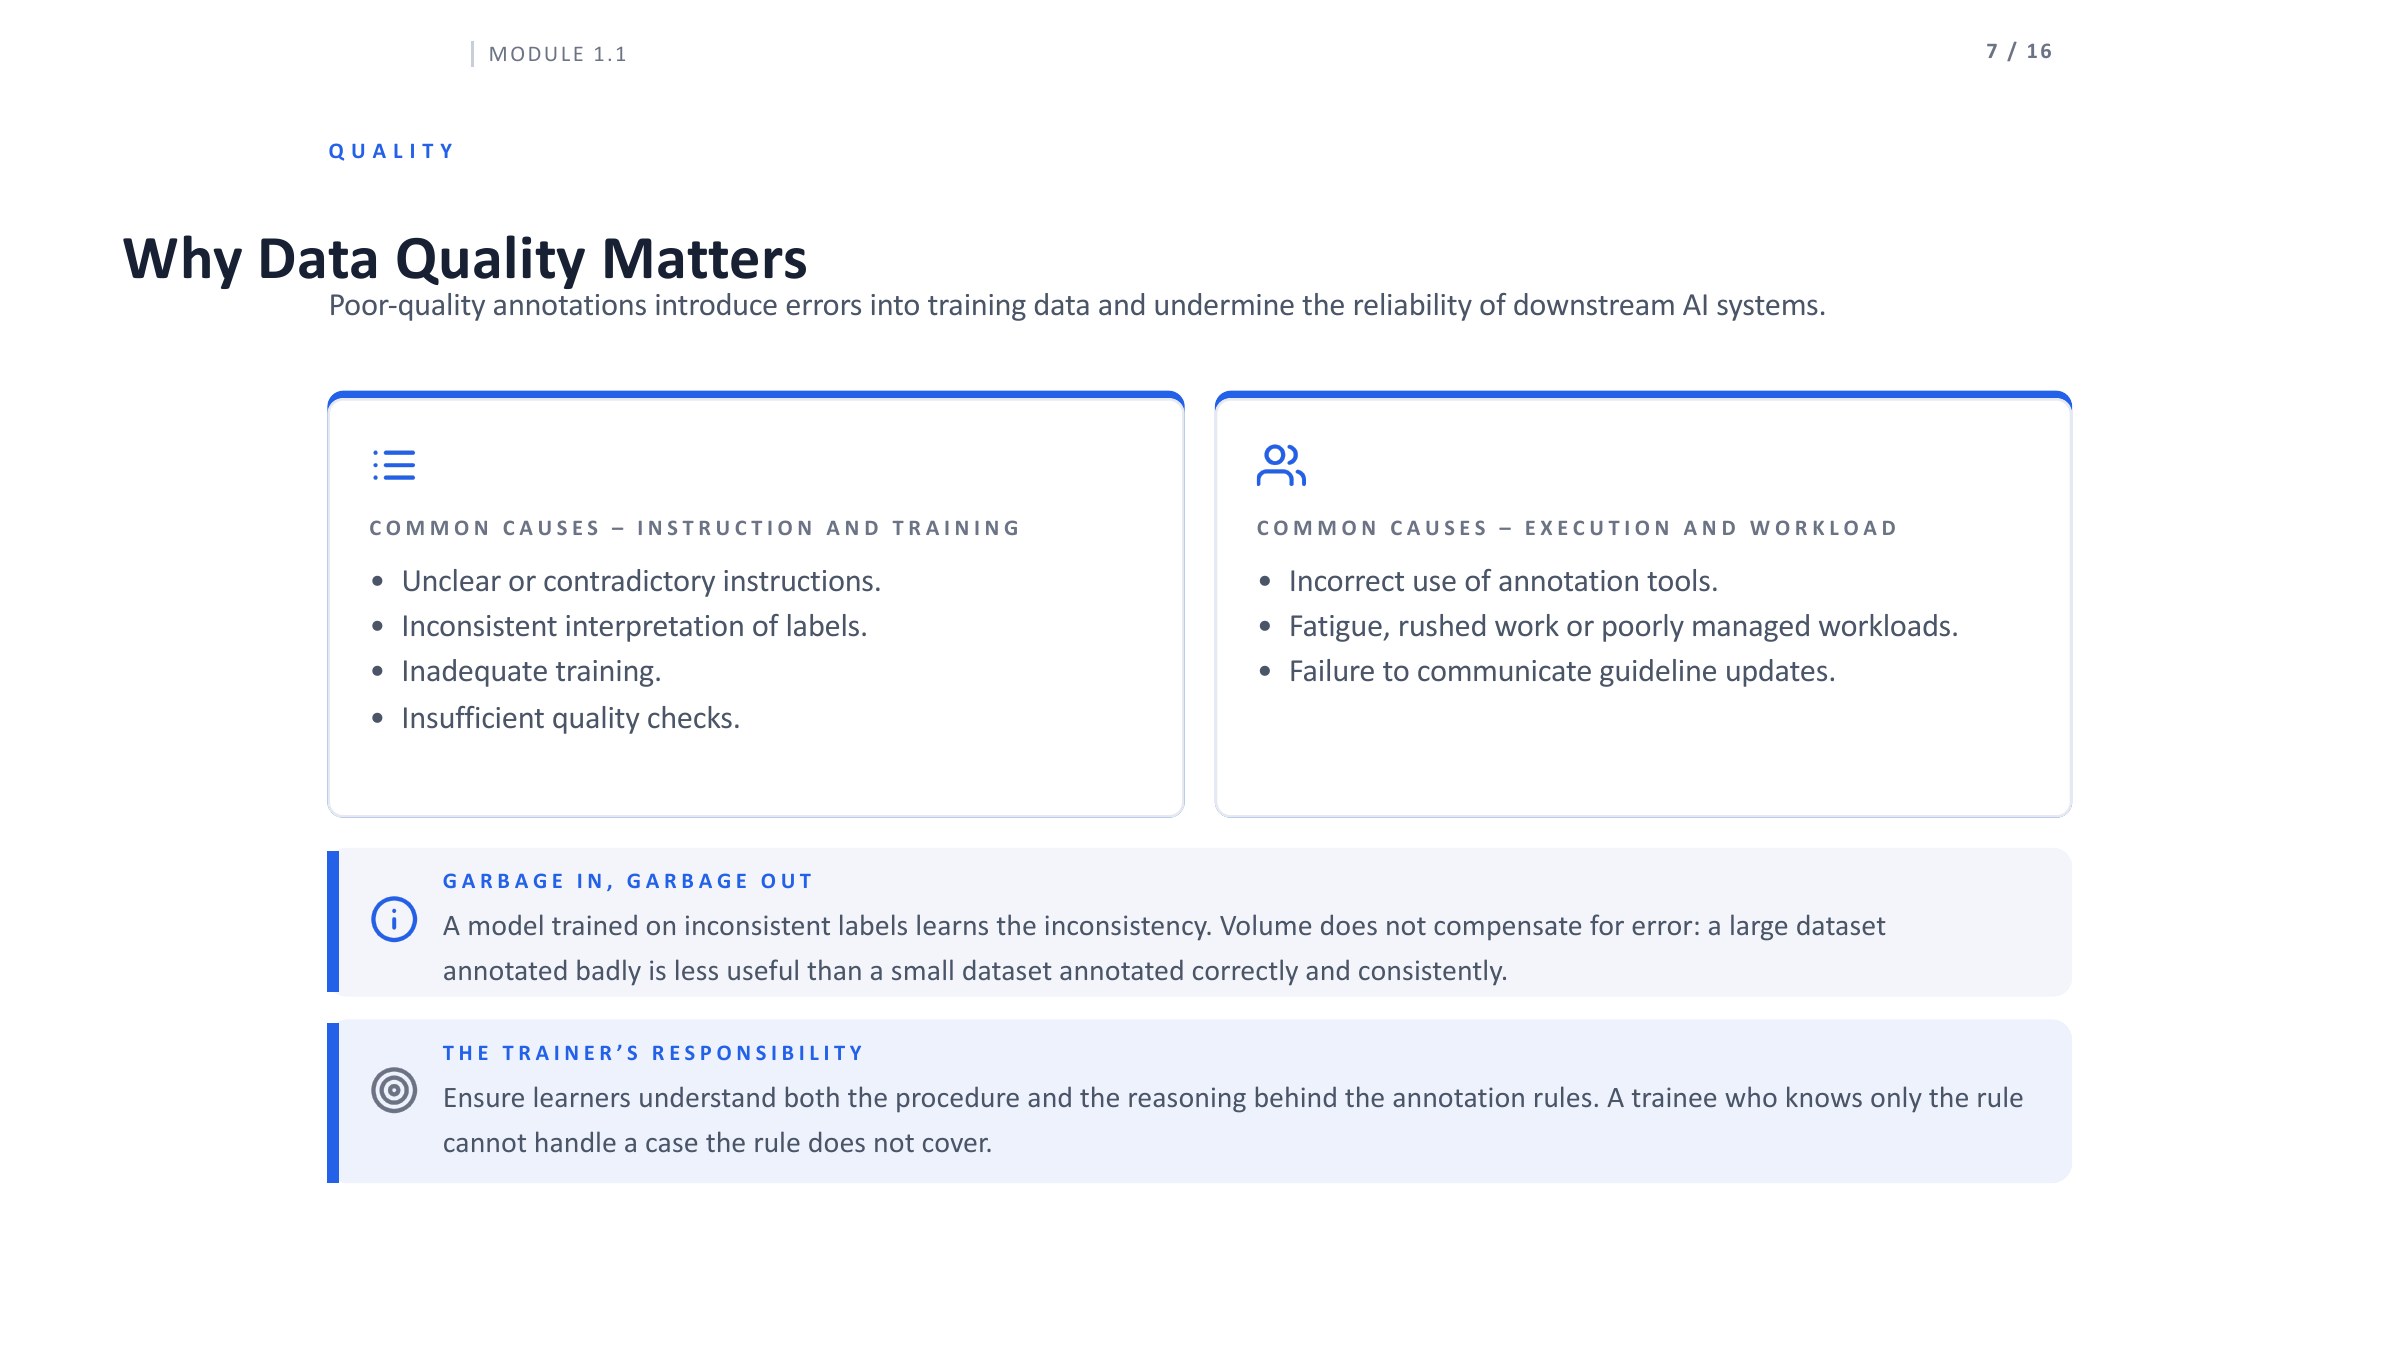 MODULE 1.1
7 / 16
QUALITY
Why Data Quality Matters
Poor-quality annotations introduce errors into training data and undermine the reliability of downstream AI systems.
COMMON CAUSES – INSTRUCTION AND TRAINING
• Unclear or contradictory instructions.
• Inconsistent interpretation of labels.
• Inadequate training.
• Insufficient quality checks.
COMMON CAUSES – EXECUTION AND WORKLOAD
• Incorrect use of annotation tools.
• Fatigue, rushed work or poorly managed workloads.
• Failure to communicate guideline updates.
GARBAGE IN, GARBAGE OUT
A model trained on inconsistent labels learns the inconsistency. Volume does not compensate for error: a large dataset
annotated badly is less useful than a small dataset annotated correctly and consistently.
THE TRAINER’S RESPONSIBILITY
Ensure learners understand both the procedure and the reasoning behind the annotation rules. A trainee who knows only the rule
cannot handle a case the rule does not cover.